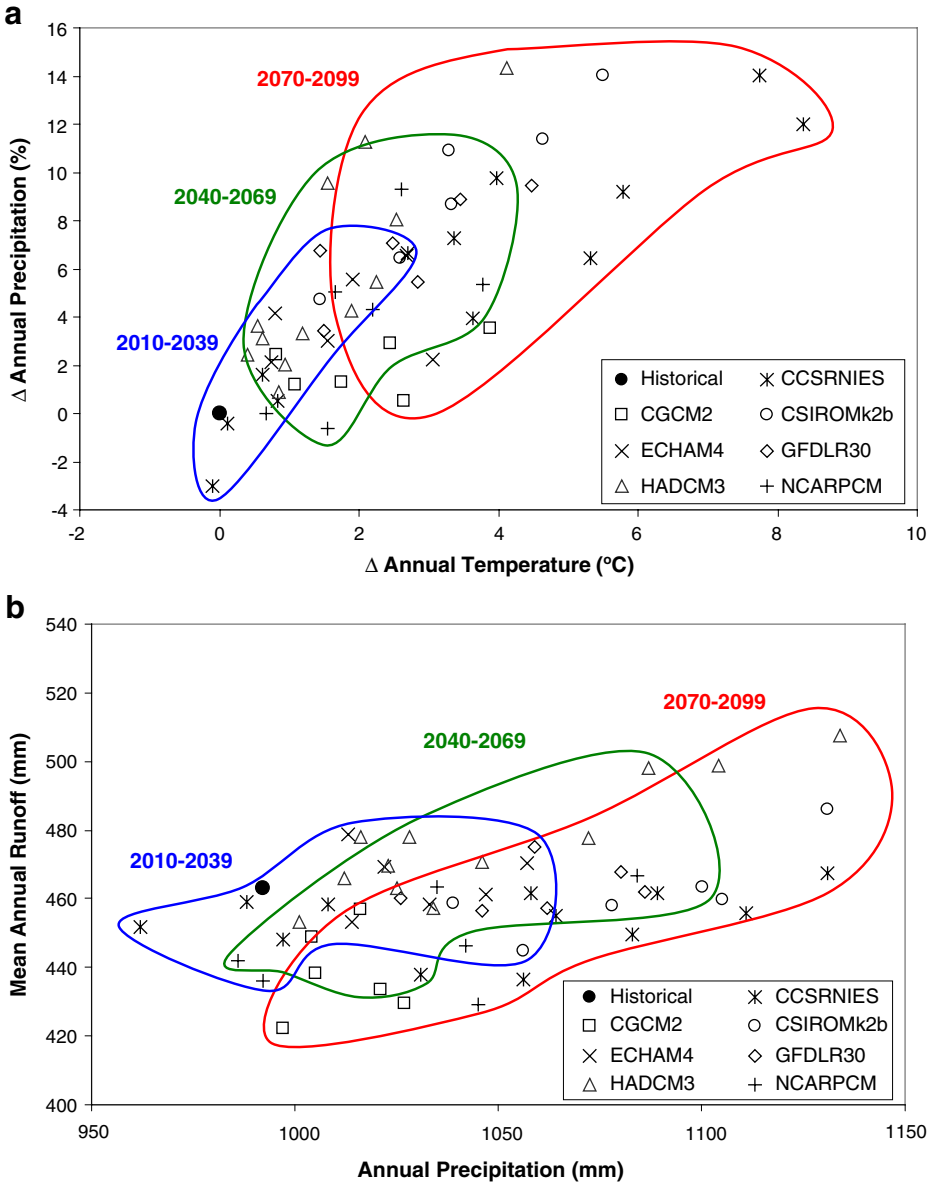 a
16
14
12
10
8
6
4
2
0
-2
-4
Δ Annual Precipitation (%)
2070-2099
2040-2069
2010-2039
Historical
CGCM2
ECHAM4
HADCM3
CCSRNIES
CSIROMk2b
GFDLR30
NCARPCM
-2 0 2 4 6 8 10
Δ Annual Temperature (ºC)
b
540
520
500
480
460
440
420
400
Mean Annual Runoff (mm)
2070-2099
2040-2069
2010-2039
Historical
CGCM2
ECHAM4
HADCM3
CCSRNIES
CSIROMk2b
GFDLR30
NCARPCM
950 1000 1050 1100 1150
Annual Precipitation (mm)